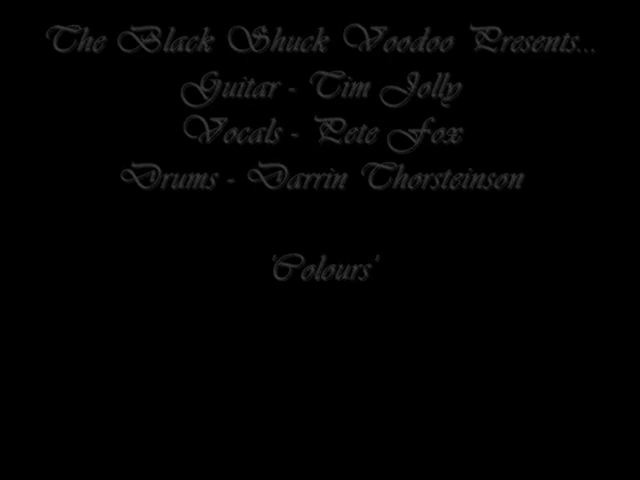 The Black Shuck Voodoo Presents...
Guitar - Tim Jolly
Vocals - Pete Fox
Drums - Darrin Thorsteinson
'Colours'